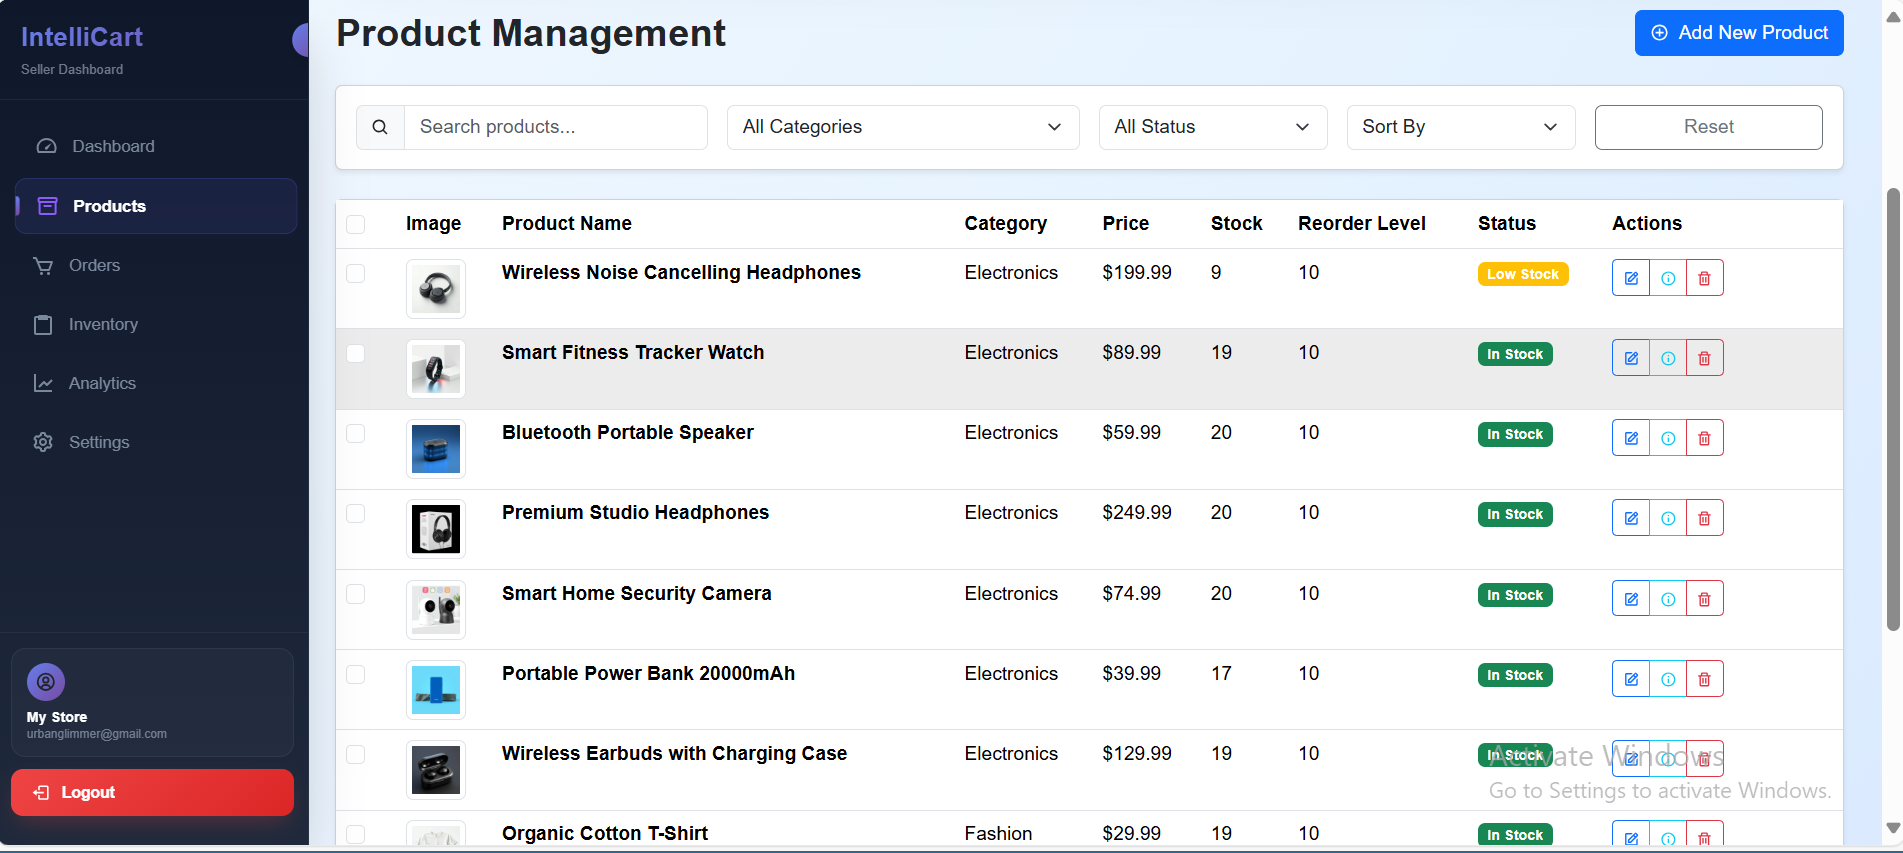 IntelliCart
Seller Dashboard
Dashboard
Products
Orders
Inventory
Analytics
Settings
My Store
urbanglimmer@gmail.com
Logout
Product Management
Add New Product
Search products...
All Categories
All Status
Sort By
Reset
Image Product Name Category Price Stock Reorder Level Status Actions
Wireless Noise Cancelling Headphones Electronics $199.99 9 10 Low Stock
Smart Fitness Tracker Watch Electronics $89.99 19 10 In Stock
Bluetooth Portable Speaker Electronics $59.99 20 10 In Stock
Premium Studio Headphones Electronics $249.99 20 10 In Stock
Smart Home Security Camera Electronics $74.99 20 10 In Stock
Portable Power Bank 20000mAh Electronics $39.99 17 10 In Stock
Wireless Earbuds with Charging Case Electronics $129.99 19 10 In Stock
Organic Cotton T-Shirt Fashion $29.99 19 10 In Stock
Activate Windows
Go to Settings to activate Windows.